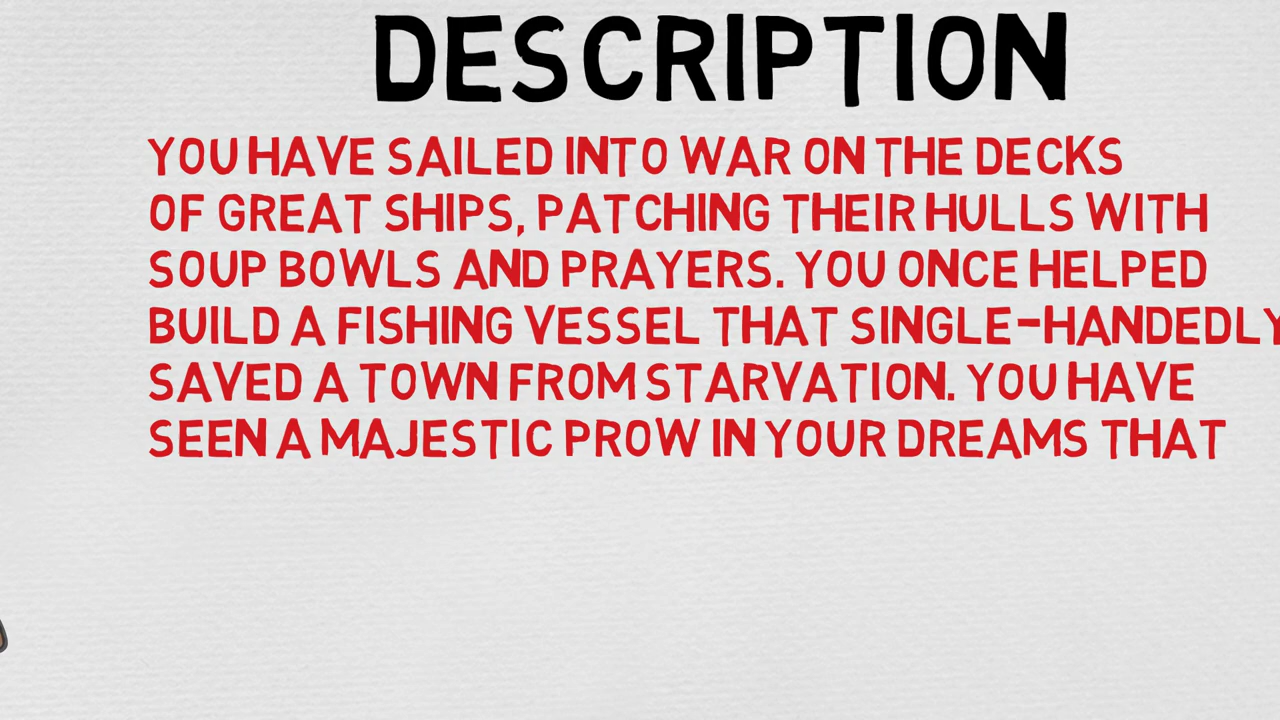 DESCRIPTION
YOU HAVE SAILED INTO WAR ON THE DECKS
OF GREAT SHIPS, PATCHING THEIR HULLS WITH
SOUP BOWLS AND PRAYERS. YOU ONCE HELPED
BUILD A FISHING VESSEL THAT SINGLE-HANDEDLY
SAVED A TOWN FROM STARVATION. YOU HAVE
SEEN A MAJESTIC PROW IN YOUR DREAMS THAT